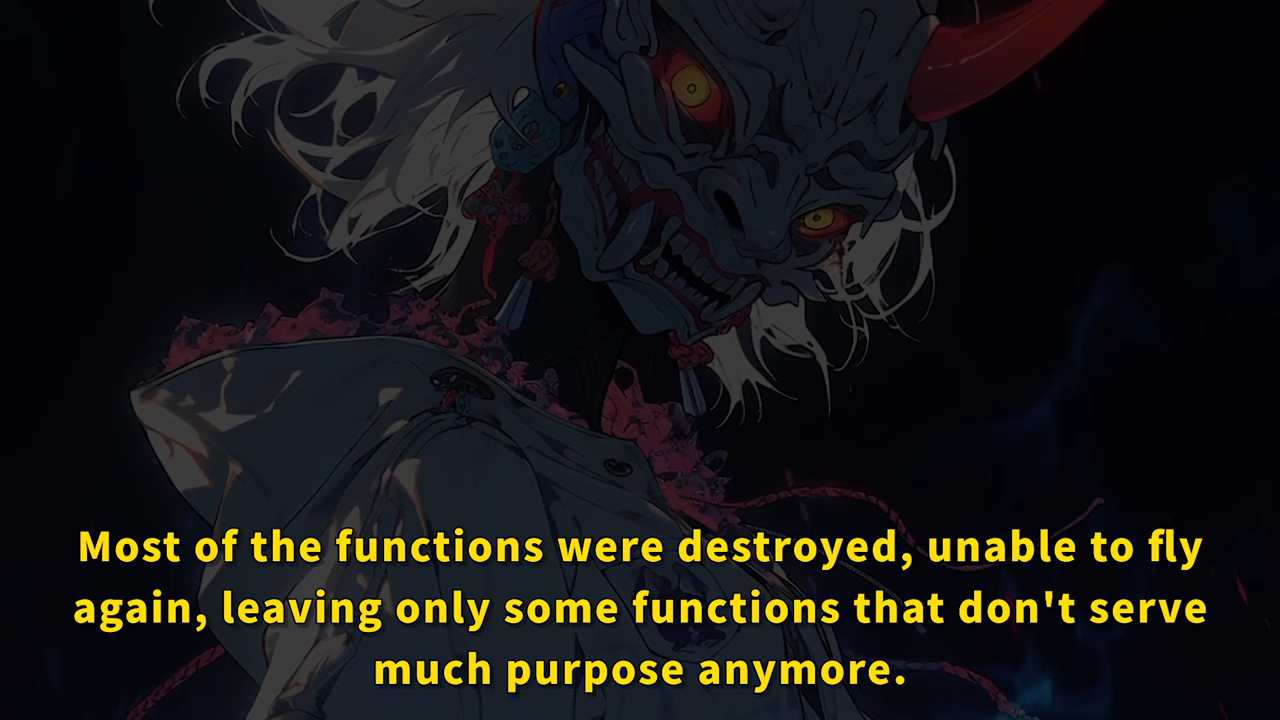 Most of the functions were destroyed, unable to fly
again, leaving only some functions that don't serve
much purpose anymore.